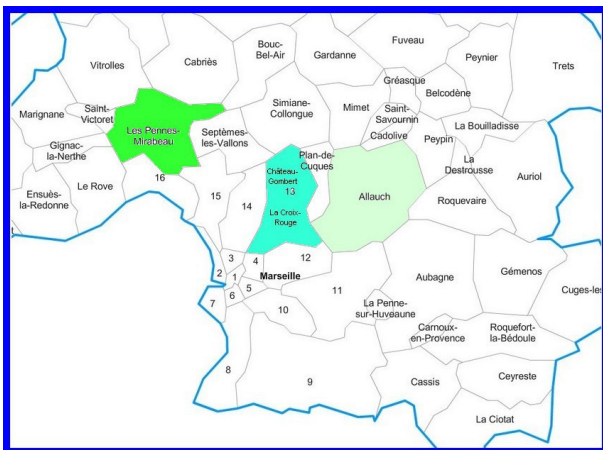 Bouc-
Bel-Air
Fuveau
Gardanne
Peynier
Cabriès
Vitrolles
Trets
Gréasque
Belcodène
Marignane
Saint-
Victoret
Simiane-
Collongue
Mimet
Saint-
Savournin
Les Pennes-
Mirabeau
Septèmes-
les-Vallons
Cadolive
Peypin
La Bouilladisse
Gignac-
la-Nerthe
Plan-de-
Cuques
La
Destrousse
Château-
Gombert
13
Auriol
Ensuès-
la-Redonne
Le Rove
16
15
14
Allauch
Roquevaire
La Croix-
Rouge
3
4
12
Marseille
2
1
5
6
7
11
Aubagne
Gémenos
Cuges-les
10
La Penne-
sur-Huveaune
Carnoux-
en-Provence
Roquefort-
la-Bédoule
8
9
Cassis
Ceyreste
La Ciotat